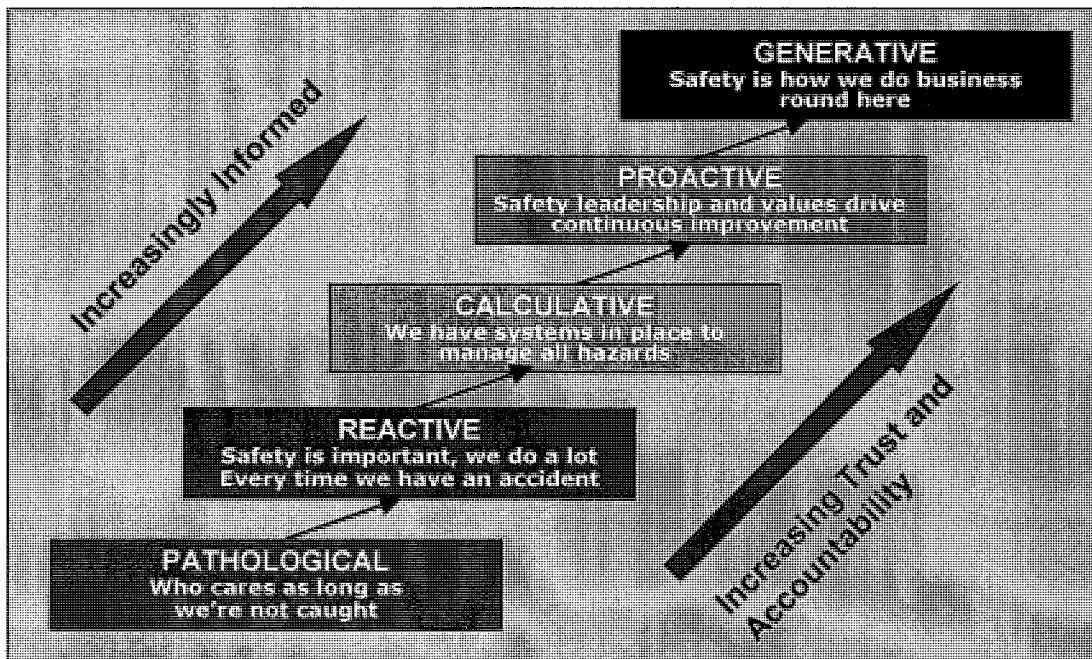 GENERATIVE
Safety is how we do business
round here
Increasingly Informed
PROACTIVE
Safety leadership and values drive
continuous improvement
CALCULATIVE
We have systems in place to
manage all hazards
REACTIVE
Safety is important, we do a lot
Every time we have an accident
Increasing Trust and
Accountability
PATHOLOGICAL
Who cares as long as
we're not caught